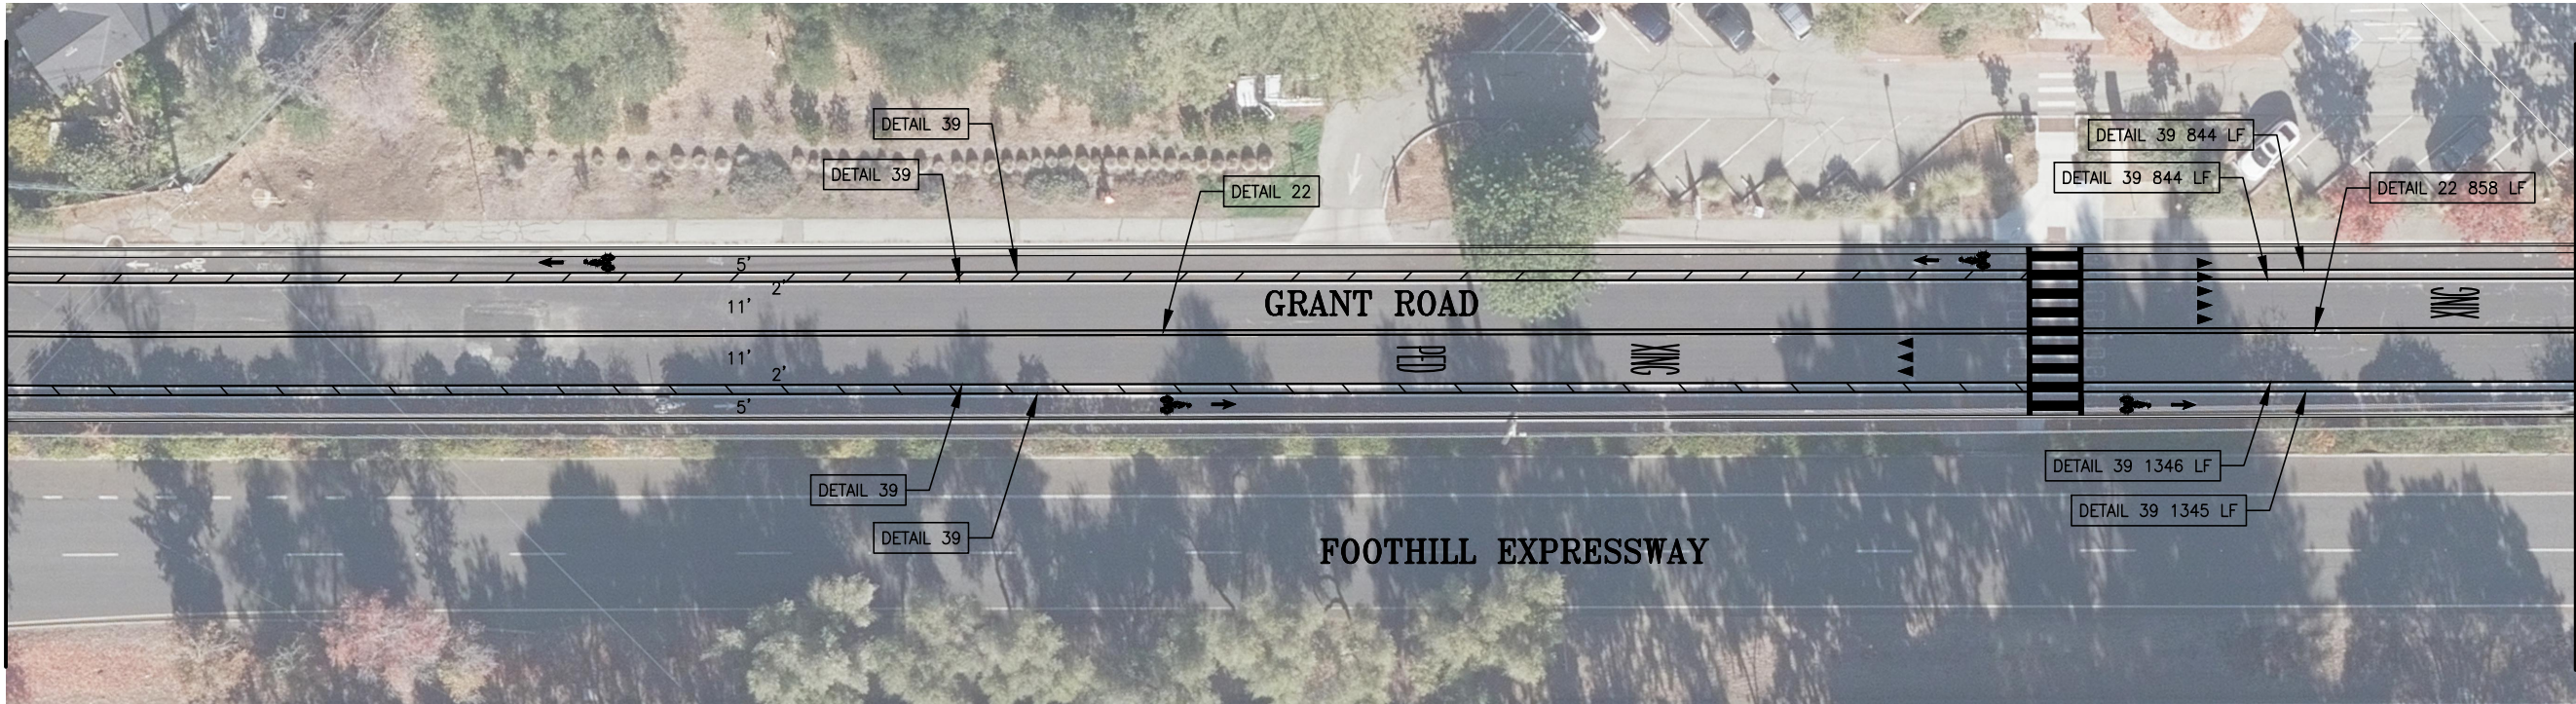 DETAIL 39
DETAIL 39
DETAIL 22
DETAIL 39 844 LF
DETAIL 39 844 LF
DETAIL 22 858 LF
5'
2'
11'
GRANT ROAD
XING
11'
2'
5'
PED
XING
DETAIL 39
DETAIL 39
DETAIL 39 1346 LF
DETAIL 39 1345 LF
FOOTHILL EXPRESSWAY